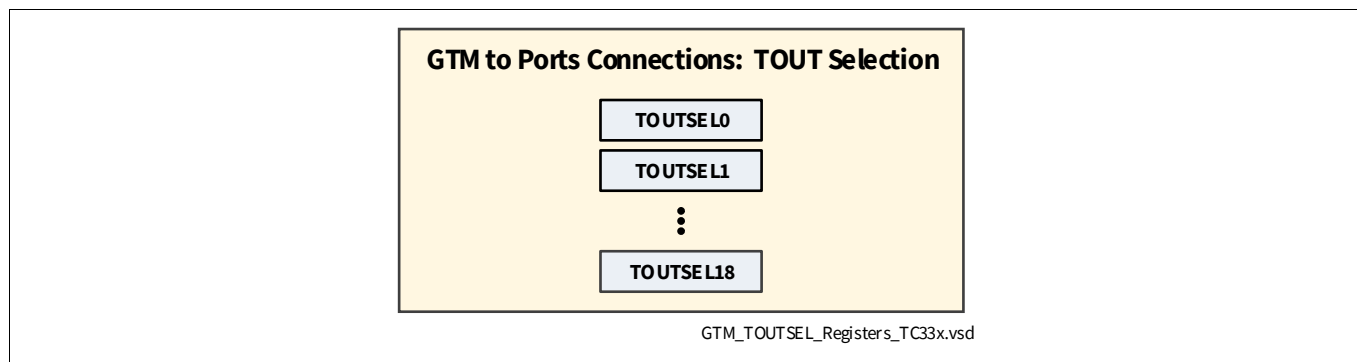 GTM to Ports Connections: TOUT Selection
TOUTSEL0
TOUTSEL1
TOUTSEL18
GTM_TOUTSEL_Registers_TC33x.vsd